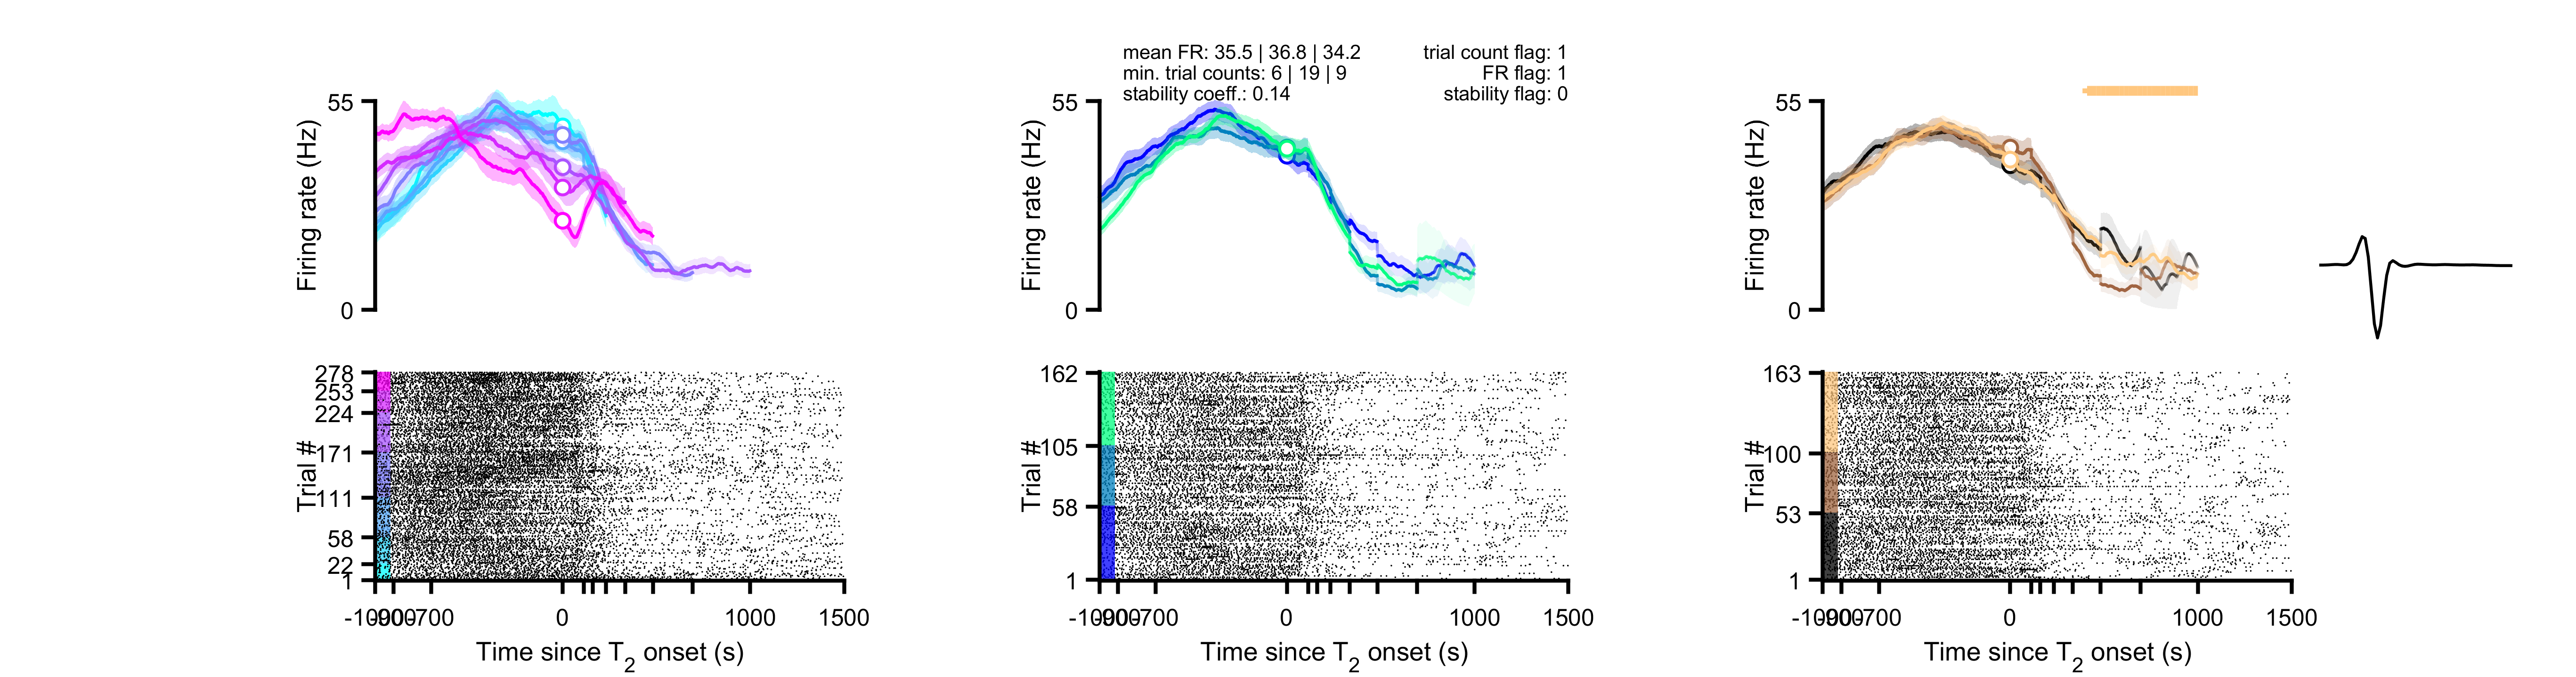 mean FR: 35.5 | 36.8 | 34.2
min. trial counts: 6 | 19 | 9
stability coeff.: 0.14
trial count flag: 1
FR flag: 1
stability flag: 0
55
Firing rate (Hz)
0
55
Firing rate (Hz)
0
55
Firing rate (Hz)
0
278
253
224
171
111
58
22
1
Trial #
162
105
58
1
Trial #
163
100
53
1
Trial #
-1000 -900 -700 0 1000 1500
Time since T2 onset (s)
-1000 -900 -700 0 1000 1500
Time since T2 onset (s)
-1000 -900 -700 0 1000 1500
Time since T2 onset (s)